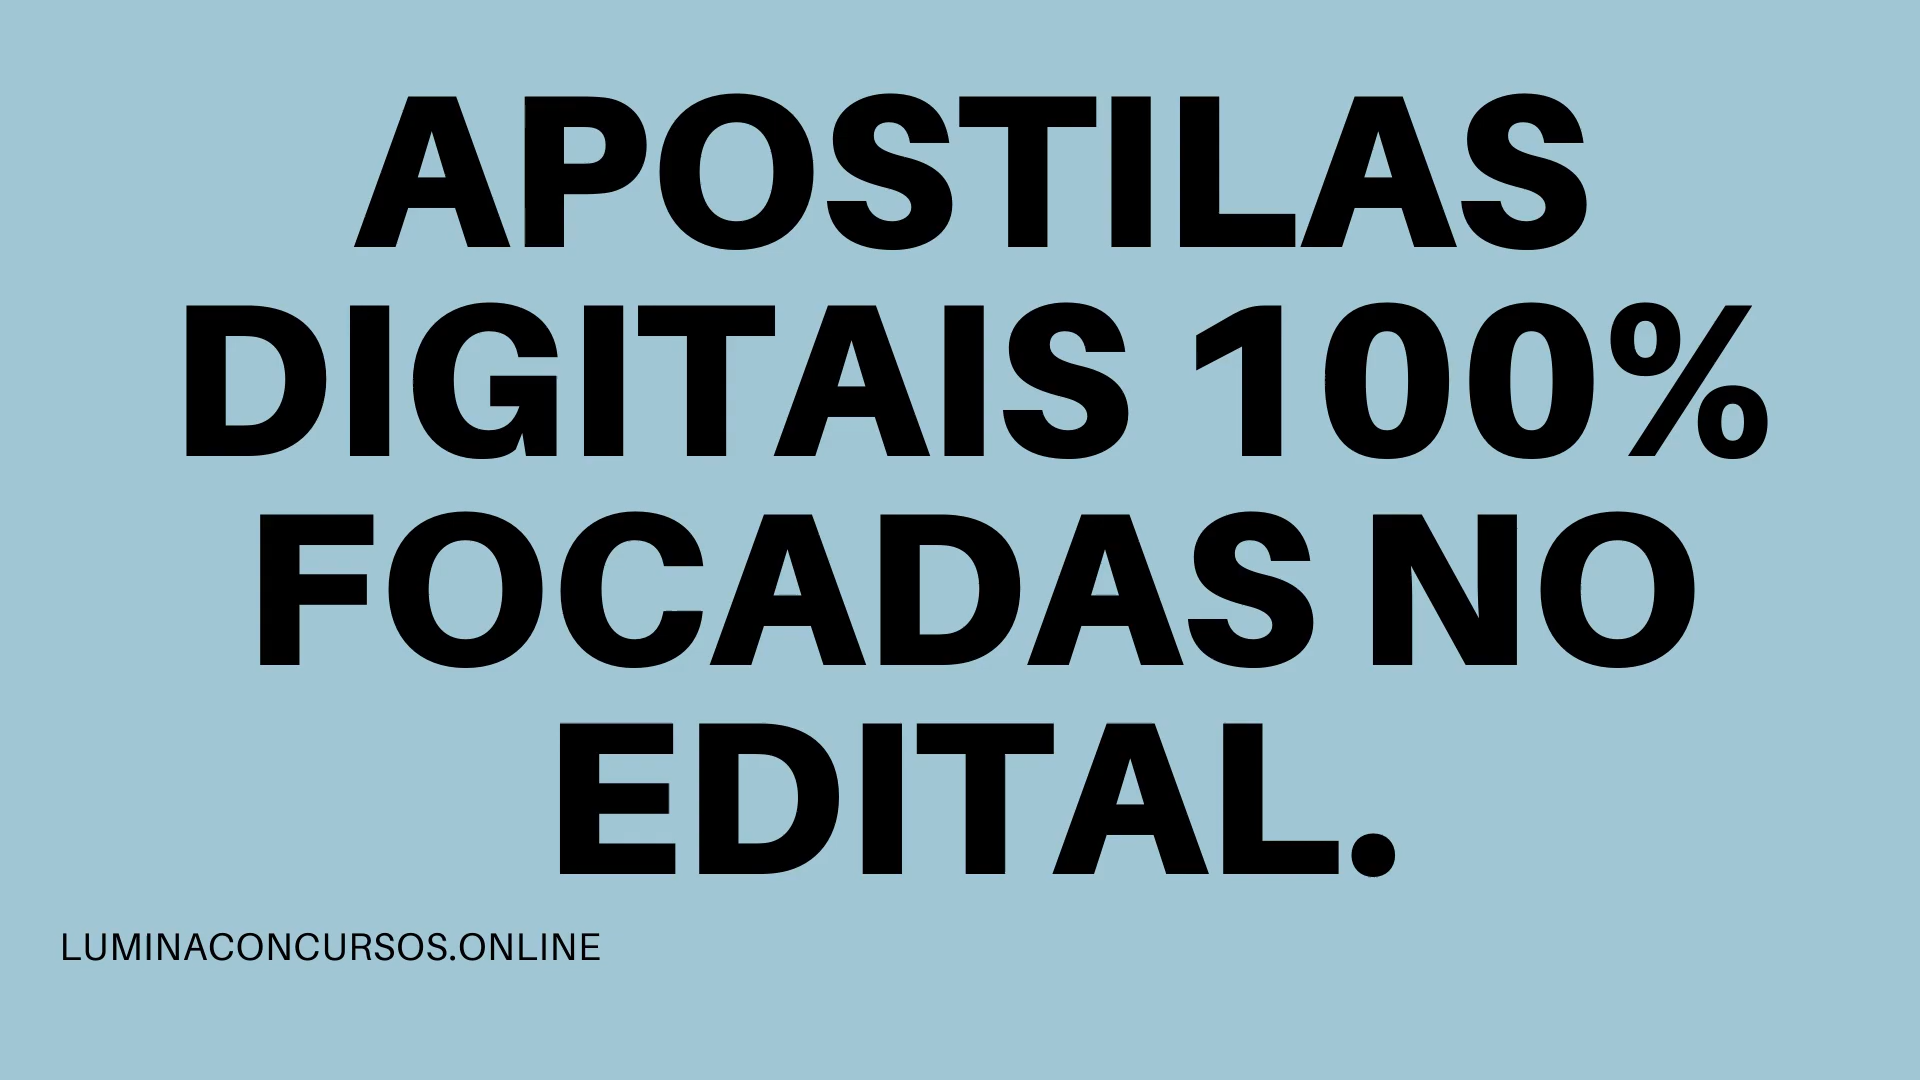 APOSTILAS
DIGITAIS 100%
FOCADAS NO
EDITAL.
LUMINACONCURSOS.ONLINE